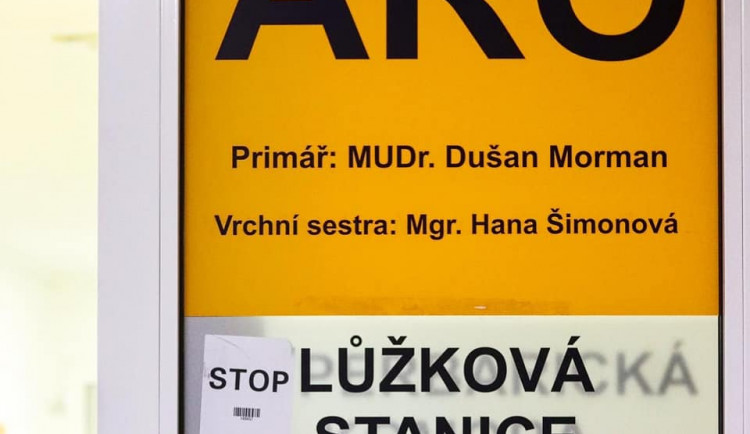 ARO
Primář: MUDr. Dušan Morman
Vrchní sestra: Mgr. Hana Šimonová
STOP
LŮŽKOVÁ
STANICE